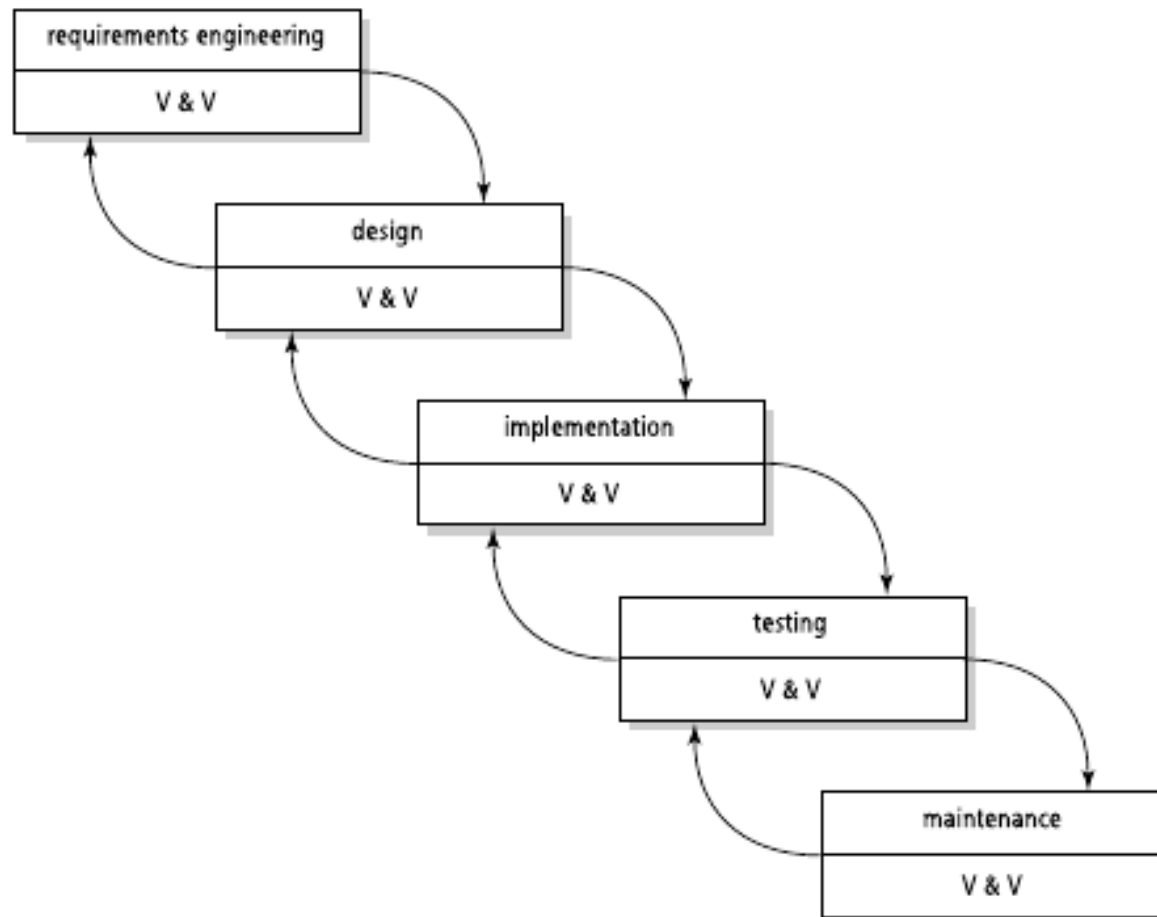 requirements engineering
V & V
design
V & V
implementation
V & V
testing
V & V
maintenance
V & V